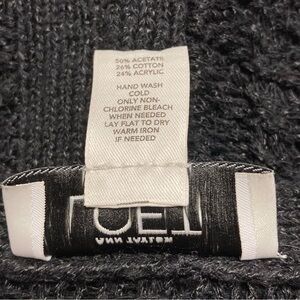 50% ACETATE
26% COTTON
24% ACRYLIC
HAND WASH
COLD
ONLY NON-
CHLORINE BLEACH
WHEN NEEDED
LAY FLAT TO DRY
WARM IRON
IF NEEDED
LOFT
ANN TAYLOR